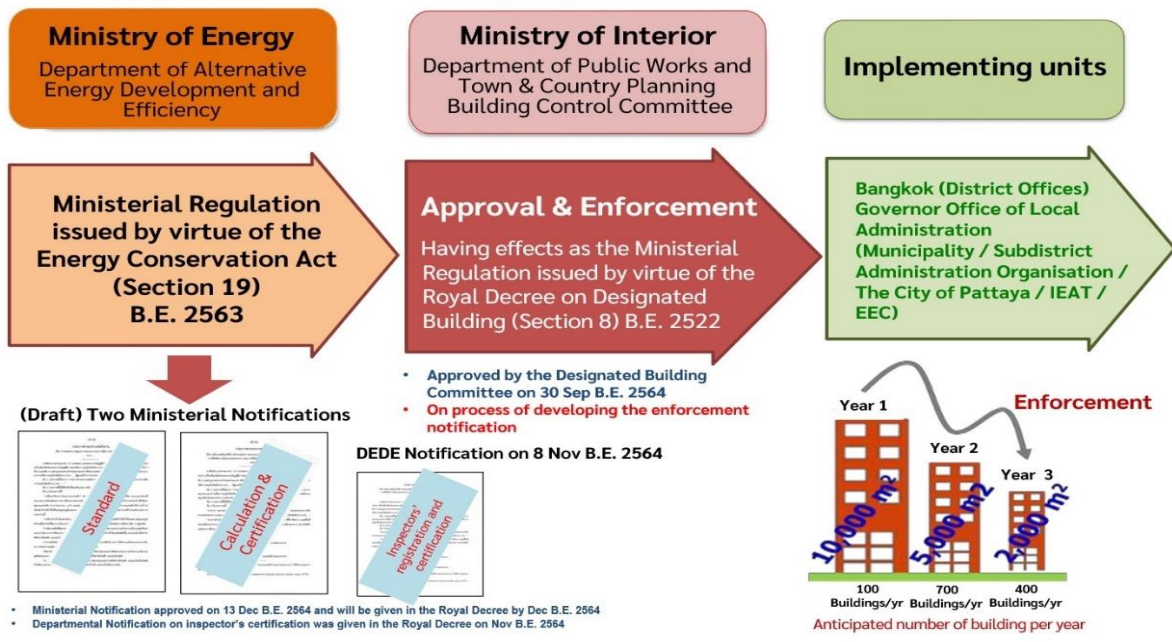 Ministry of Energy
Department of Alternative
Energy Development and
Efficiency
Ministry of Interior
Department of Public Works and
Town & Country Planning
Building Control Committee
Implementing units
Ministerial Regulation
issued by virtue of the
Energy Conservation Act
(Section 19)
B.E. 2563
Approval & Enforcement
Having effects as the Ministerial
Regulation issued by virtue of the
Royal Decree on Designated
Building (Section 8) B.E. 2522
Bangkok (District Offices)
Governor Office of Local
Administration
(Municipality / Subdistrict
Administration Organisation /
The City of Pattaya / IEAT /
EEC)
• Approved by the Designated Building
Committee on 30 Sep B.E. 2564
• On process of developing the enforcement
notification
(Draft) Two Ministerial Notifications
Standard
Calculation &
Certification
DEDE Notification on 8 Nov B.E. 2564
Inspectors'
registration and
certification
• Ministerial Notification approved on 13 Dec B.E. 2564 and will be given in the Royal Decree by Dec B.E. 2564
• Departmental Notification on inspector's certification was given in the Royal Decree on Nov B.E. 2564
Enforcement
Year 1
Year 2
Year 3
10,000 m²
5,000 m2
2,000 m²
100
Buildings/yr
700
Buildings/yr
400
Buildings/yr
Anticipated number of building per year